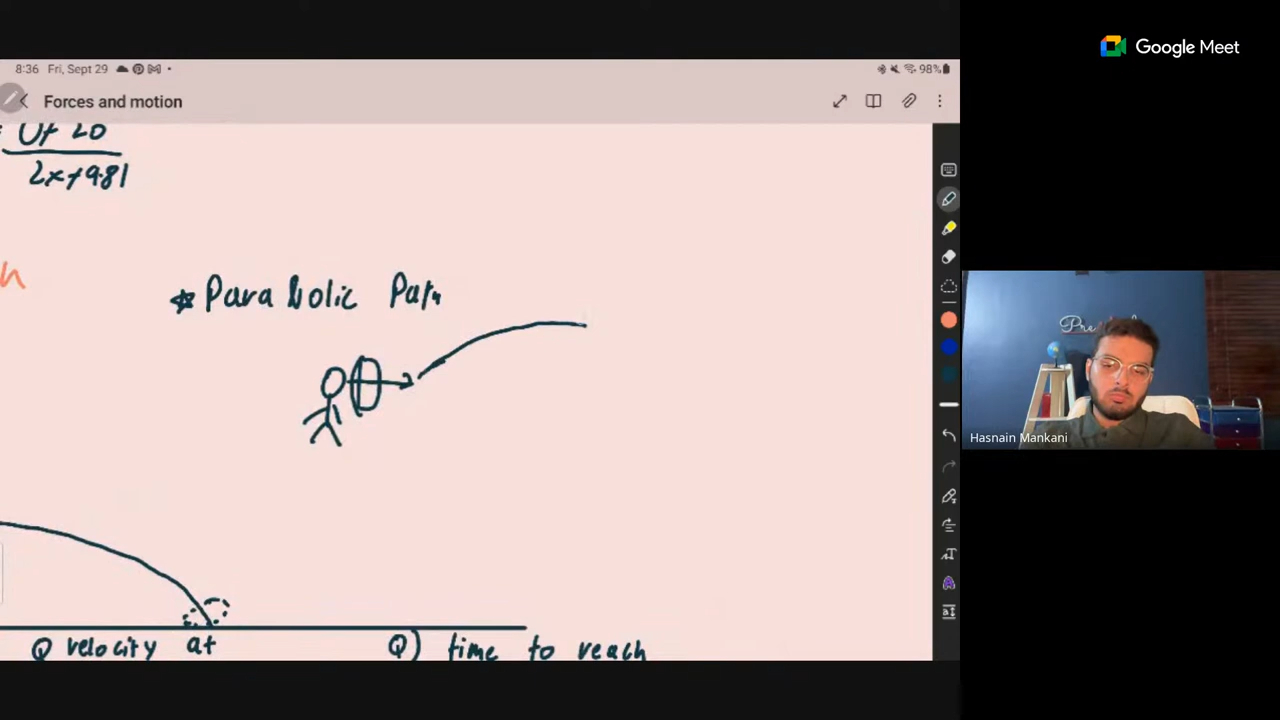 Google Meet
8:36 Fri, Sept 29
98%
Forces and motion
2x+9.81
* Parabolic Path
Hasnain Mankani
Q velocity at
Q) time to reach